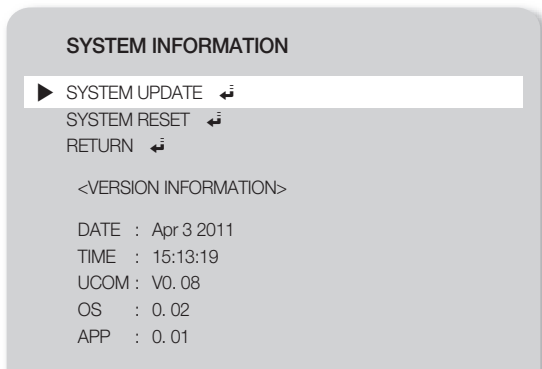 SYSTEM INFORMATION
SYSTEM UPDATE
SYSTEM RESET
RETURN
<VERSION INFORMATION>
DATE : Apr 3 2011
TIME : 15:13:19
UCOM : V0. 08
OS : 0. 02
APP : 0. 01